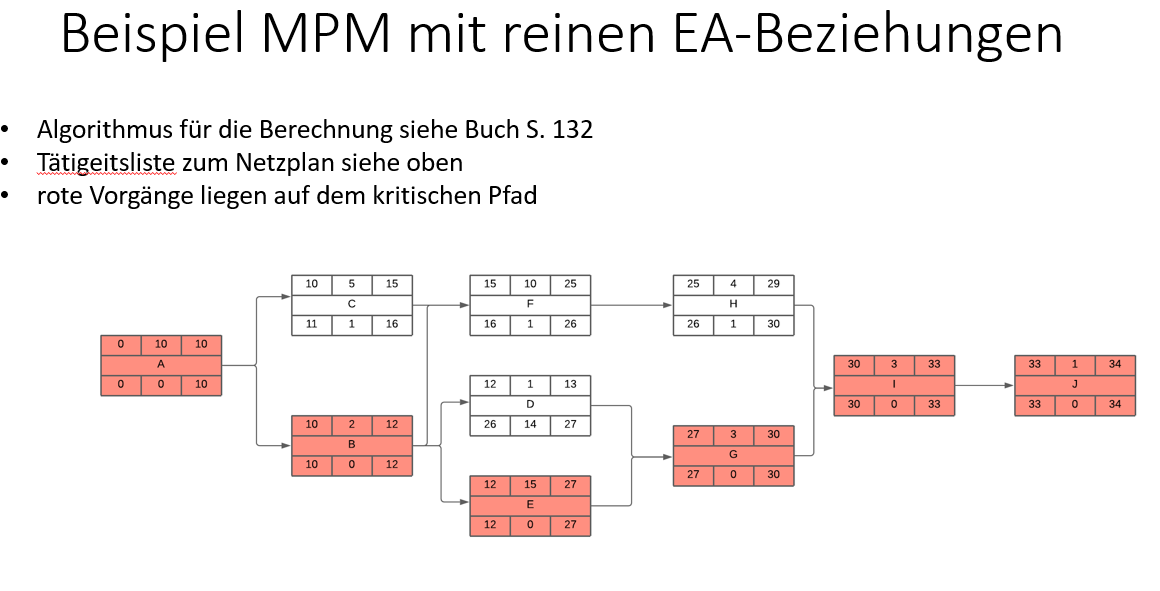 Beispiel MPM mit reinen EA-Beziehungen
• Algorithmus für die Berechnung siehe Buch S. 132
• Tätigeitsliste zum Netzplan siehe oben
• rote Vorgänge liegen auf dem kritischen Pfad
0 10 10
A
0 0 10
10 5 15
C
11 1 16
10 2 12
B
10 0 12
15 10 25
F
16 1 26
12 1 13
D
26 14 27
12 15 27
E
12 0 27
25 4 29
H
26 1 30
27 3 30
G
27 0 30
30 3 33
I
30 0 33
33 1 34
J
33 0 34